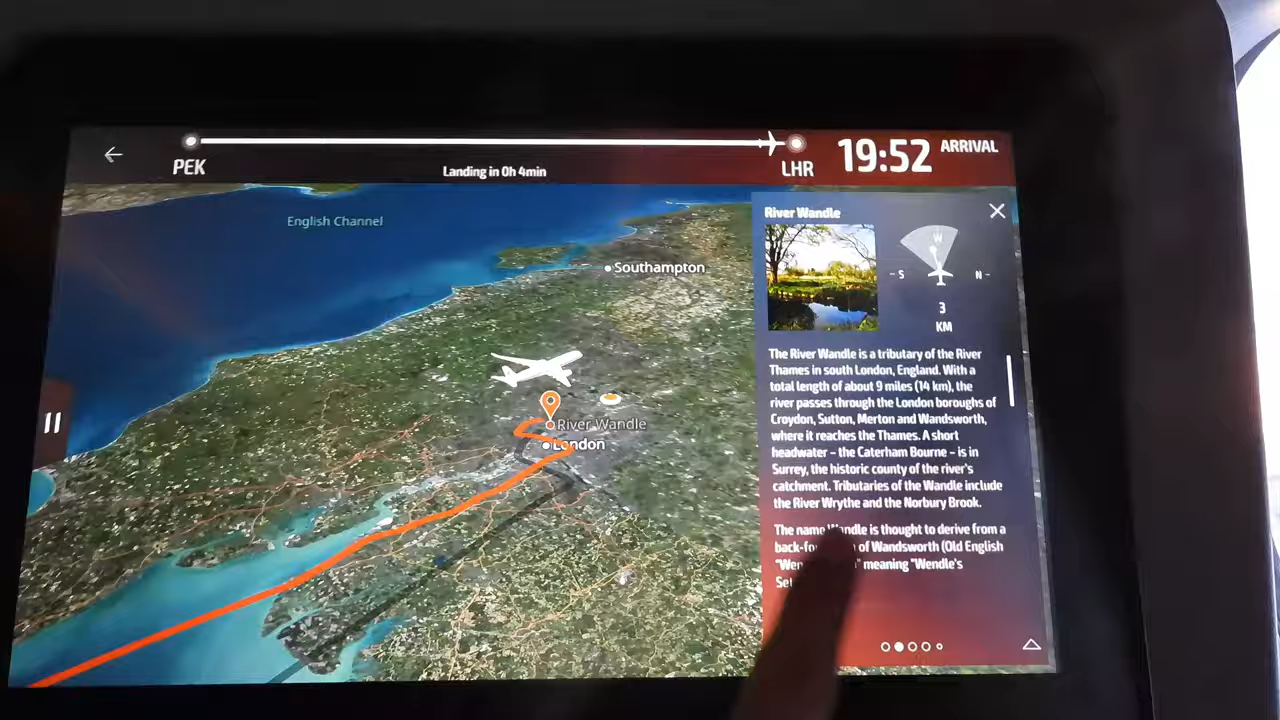 PEK
Landing in 0h 4min
LHR
19:52 ARRIVAL
English Channel
Southampton
River Wandle
London
River Wandle
W
S
N
3
KM
The River Wandle is a tributary of the River
Thames in south London, England. With a
total length of about 9 miles (14 km), the
river passes through the London boroughs of
Croydon, Sutton, Merton and Wandsworth,
where it reaches the Thames. A short
headwater – the Caterham Bourne – is in
Surrey, the historic county of the river's
catchment. Tributaries of the Wandle include
the River Wrythe and the Norbury Brook.
The name Wandle is thought to derive from a
of Wandsworth (Old English
meaning "Wendle's